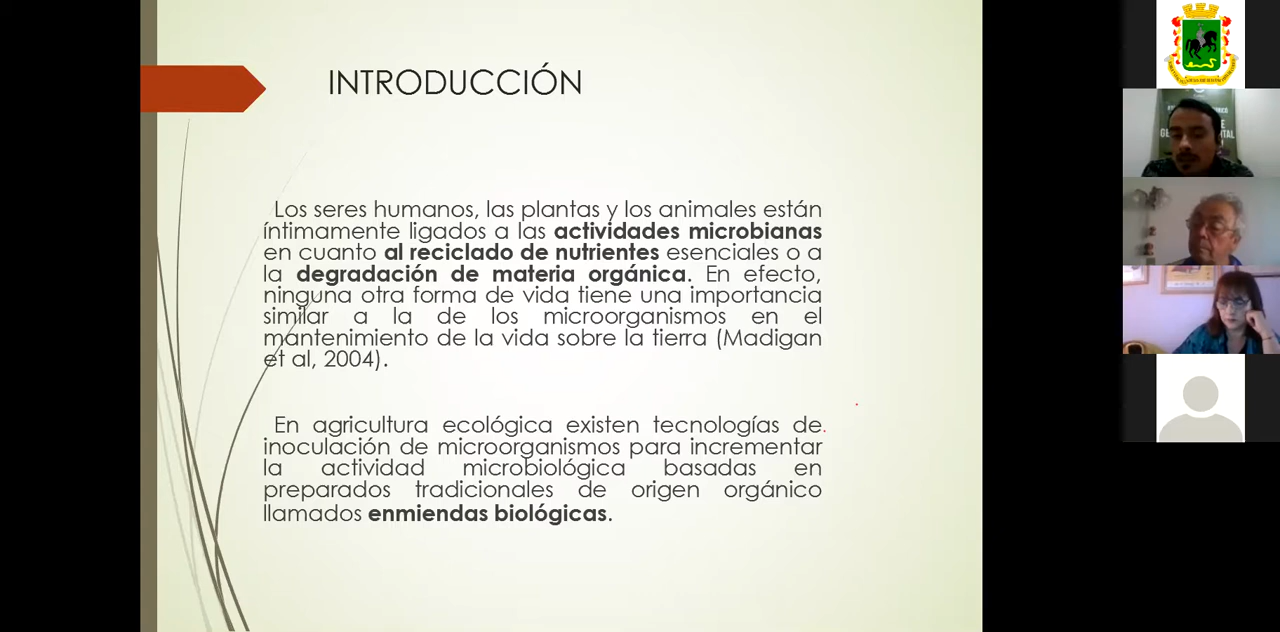 INTRODUCCIÓN
Los seres humanos, las plantas y los animales están
íntimamente ligados a las actividades microbianas
en cuanto al reciclado de nutrientes esenciales o a
la degradación de materia orgánica. En efecto,
ninguna otra forma de vida tiene una importancia
similar a la de los microorganismos en el
mantenimiento de la vida sobre la tierra (Madigan
et al, 2004).
En agricultura ecológica existen tecnologías de
inoculación de microorganismos para incrementar
la actividad microbiológica basadas en
preparados tradicionales de origen orgánico
llamados enmiendas biológicas.